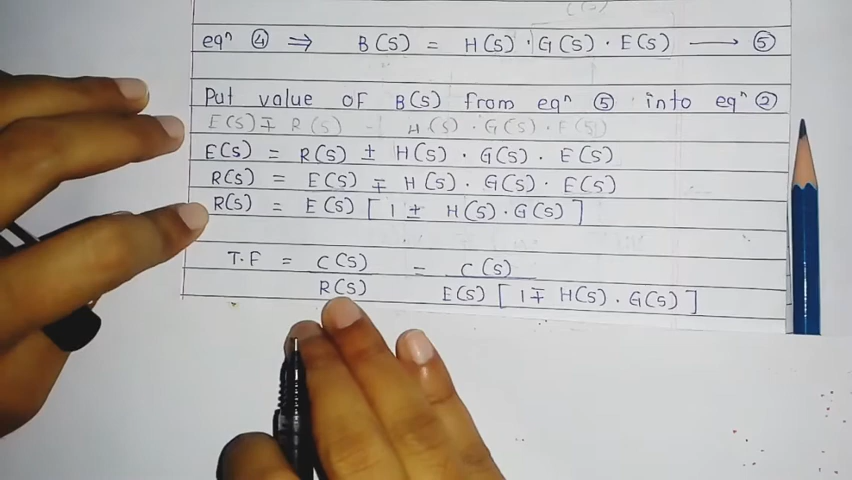 eqⁿ ④ ⇒ B(S) = H(S) · G(S) · E(S) → ⑤
Put value of B(S) from eqⁿ ⑤ into eqⁿ ②
E(S) ∓ R(S) - H(S) · G(S) · E(S)
E(S) = R(S) ± H(S) · G(S) · E(S)
R(S) = E(S) ∓ H(S) · G(S) · E(S)
R(S) = E(S) [ 1 ± H(S) · G(S) ]
T.F = C(S) = C(S)
R(S) E(S) [ 1 ∓ H(S) · G(S) ]